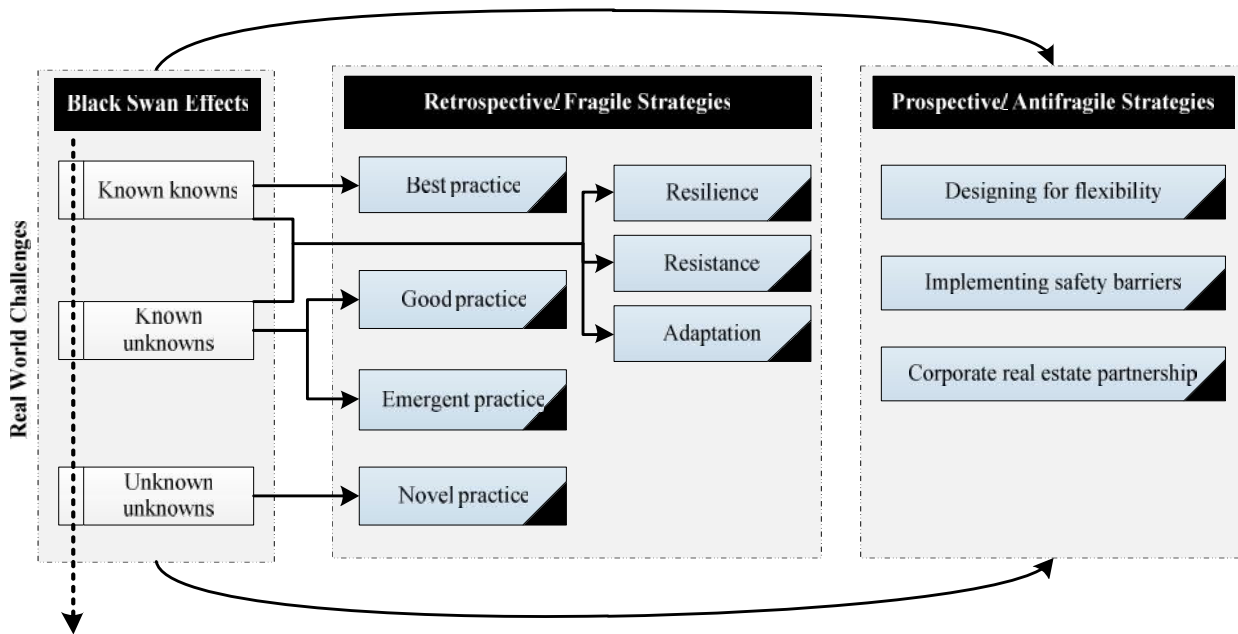 Real World Challenges
Black Swan Effects
Known knowns
Known
unknowns
Unknown
unknowns
Retrospective/ Fragile Strategies
Best practice
Good practice
Emergent practice
Novel practice
Resilience
Resistance
Adaptation
Prospective/ Antifragile Strategies
Designing for flexibility
Implementing safety barriers
Corporate real estate partnership